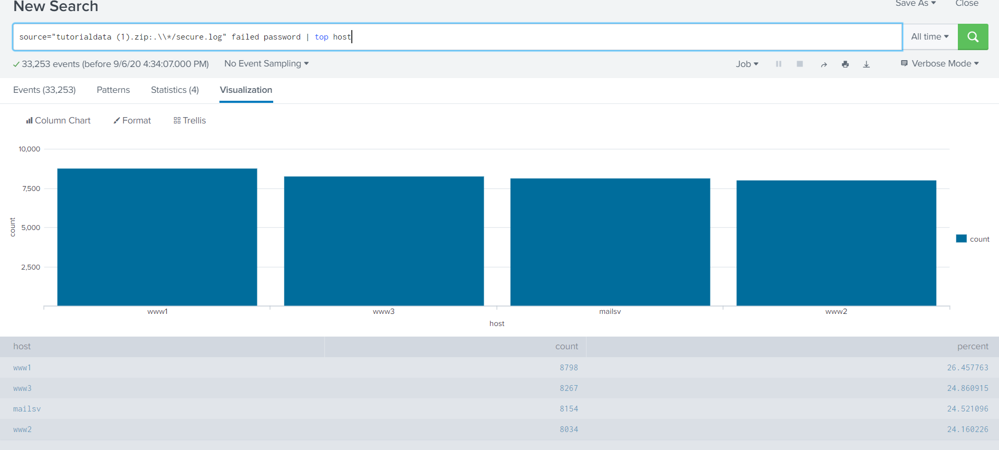 New Search
Save As Close
source="tutorialdata (1).zip:.\\*/secure.log" failed password | top host
All time
33,253 events (before 9/6/20 4:34:07.000 PM) No Event Sampling
Job Verbose Mode
Events (33,253) Patterns Statistics (4) Visualization
Column Chart Format Trellis
10,000
7,500
5,000
2,500
count
www1 www3 mailsv www2
host
count
host count percent
www1 8798 26.457763
www3 8267 24.860915
mailsv 8154 24.521096
www2 8034 24.160226